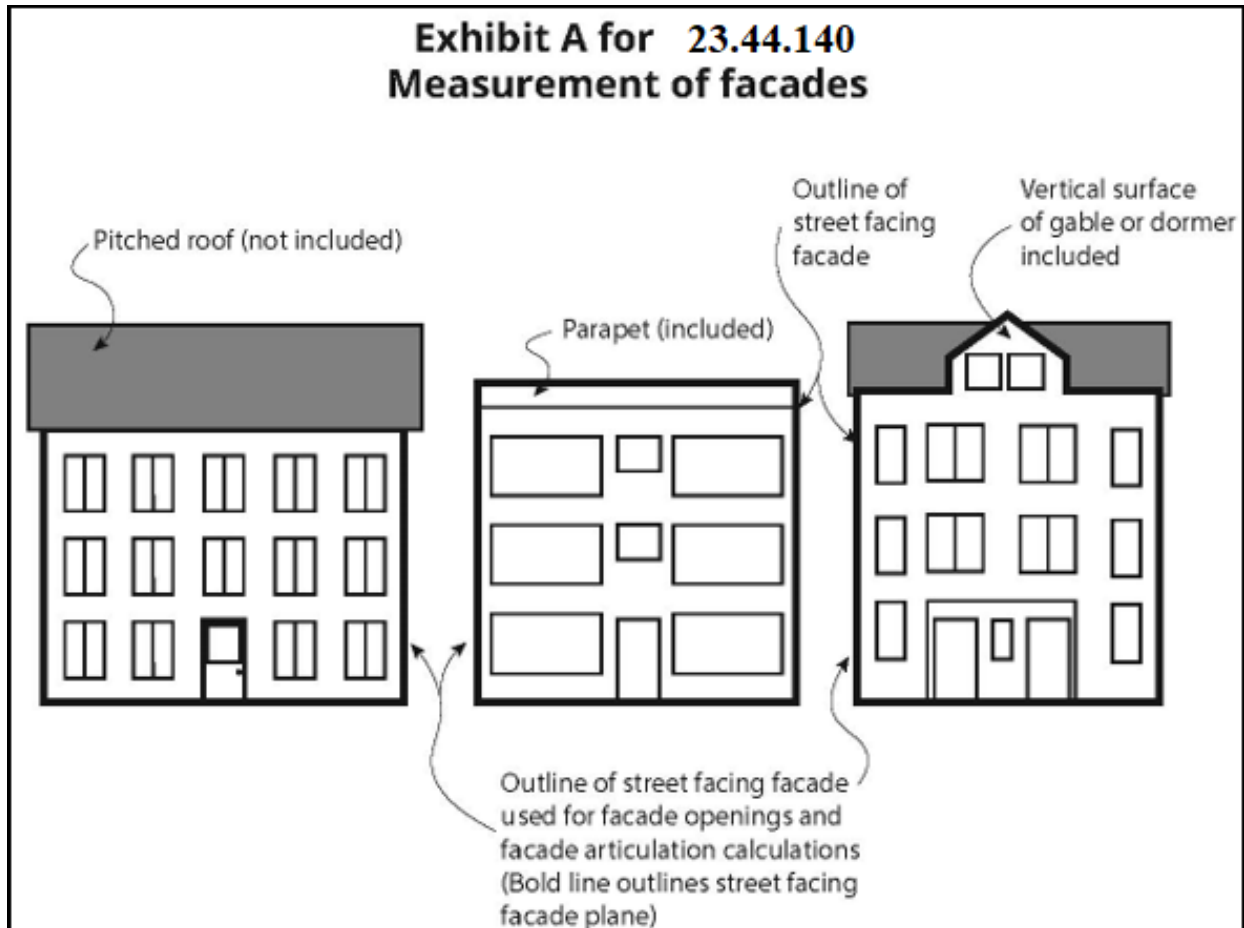 Exhibit A for 23.44.140
Measurement of facades
Outline of
street facing
facade
Vertical surface
of gable or dormer
included
Pitched roof (not included)
Parapet (included)
Outline of street facing facade
used for facade openings and
facade articulation calculations
(Bold line outlines street facing
facade plane)